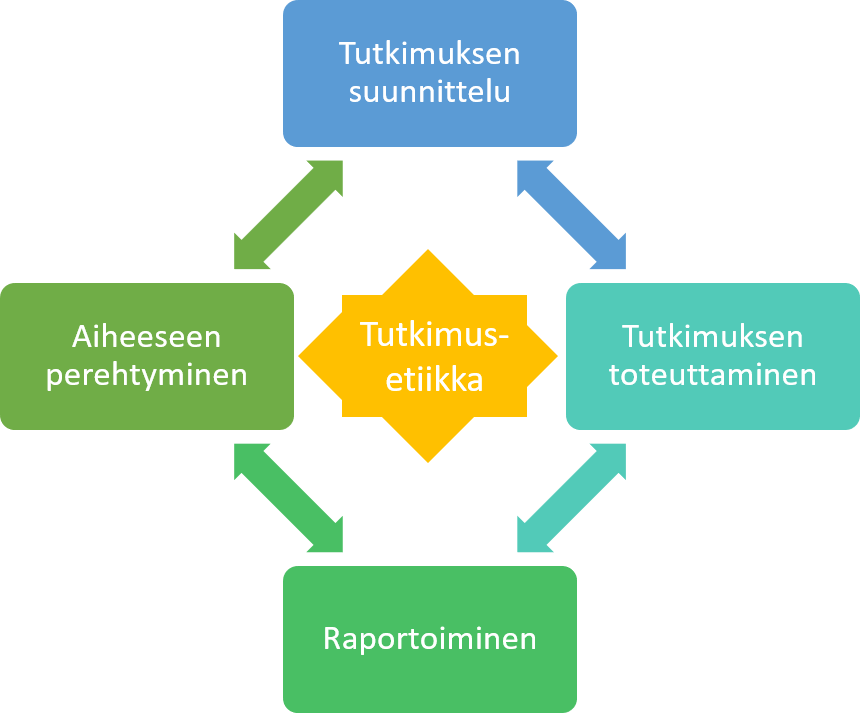 Tutkimuksen
suunnittelu
Aiheeseen
perehtyminen
Tutkimus-
etiikka
Tutkimuksen
toteuttaminen
Raportoiminen